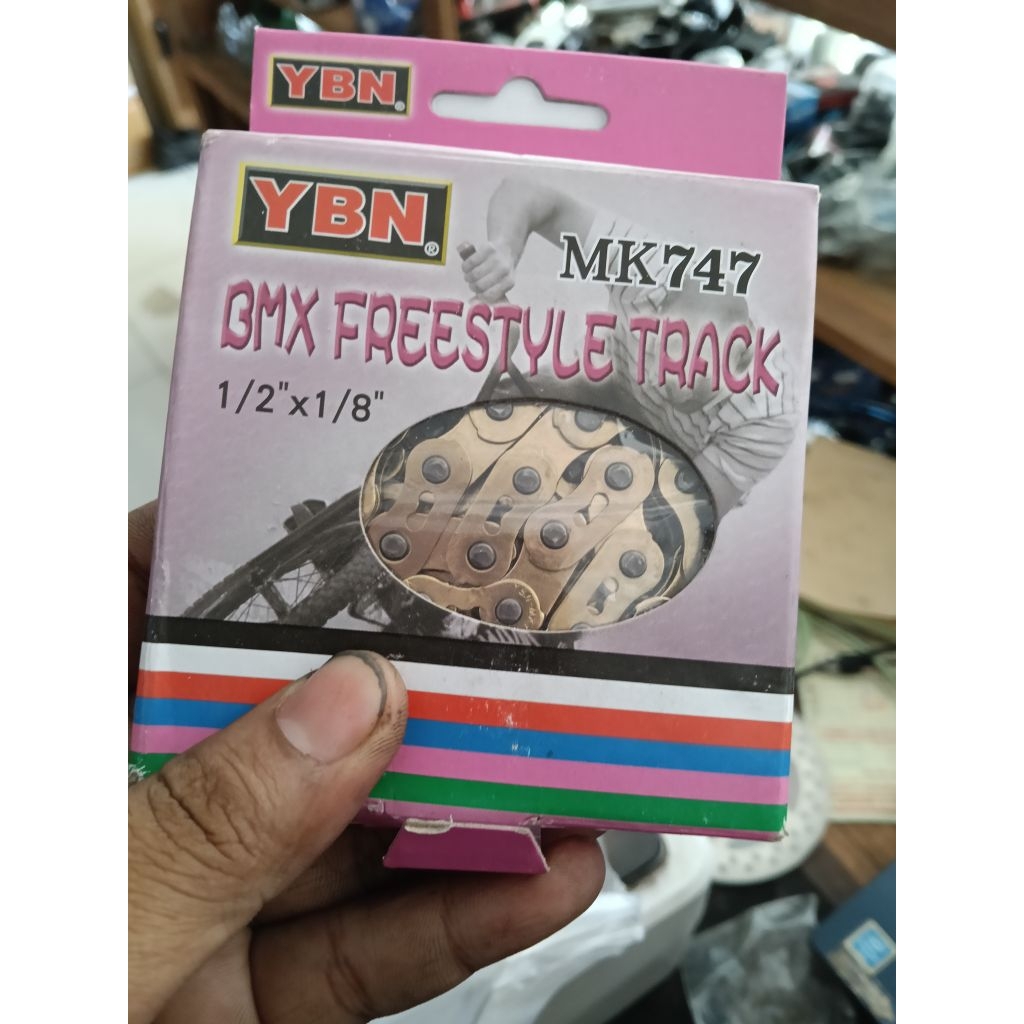 YBN®
YBN®
MK747
BMX FREESTYLE TRACK
1/2"x1/8"